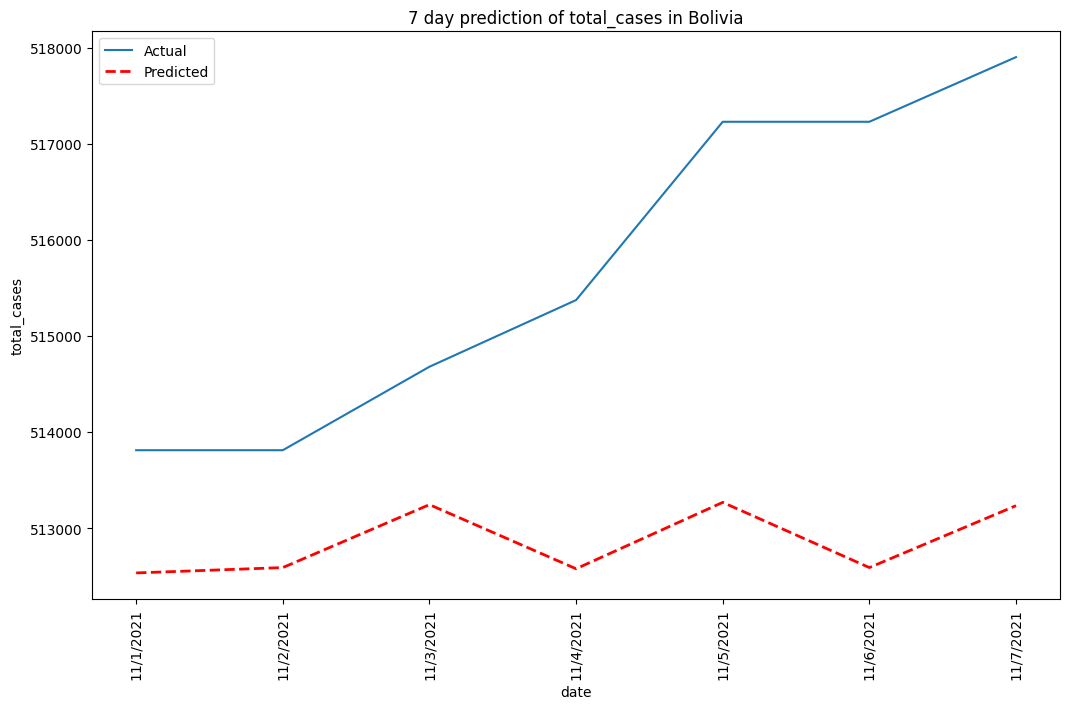 7 day prediction of total_cases in Bolivia
Actual
Predicted
518000
517000
516000
515000
514000
513000
total_cases
11/1/2021
11/2/2021
11/3/2021
11/4/2021
11/5/2021
11/6/2021
11/7/2021
date